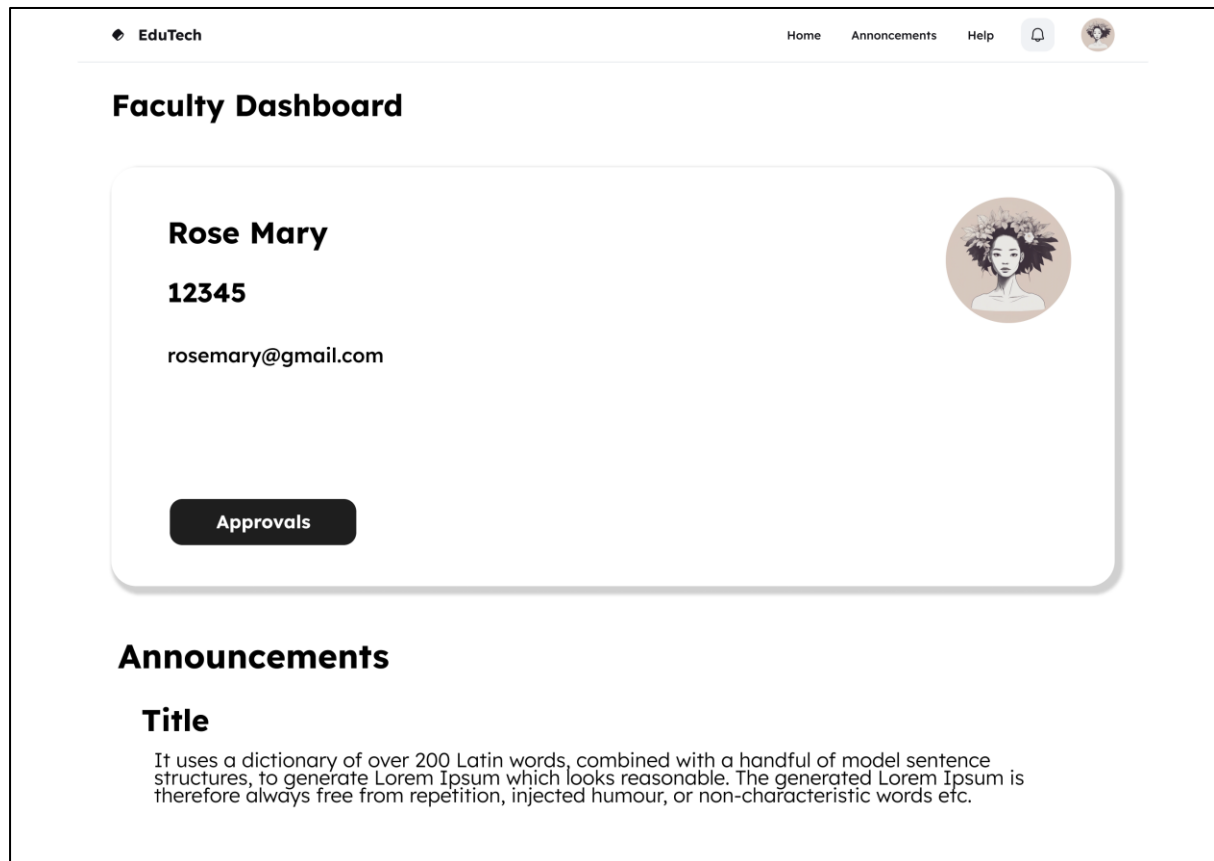 EduTech
Home Annoncements Help
Faculty Dashboard
Rose Mary
12345
rosemary@gmail.com
Approvals
Announcements
Title
It uses a dictionary of over 200 Latin words, combined with a handful of model sentence
structures, to generate Lorem Ipsum which looks reasonable. The generated Lorem Ipsum is
therefore always free from repetition, injected humour, or non-characteristic words etc.